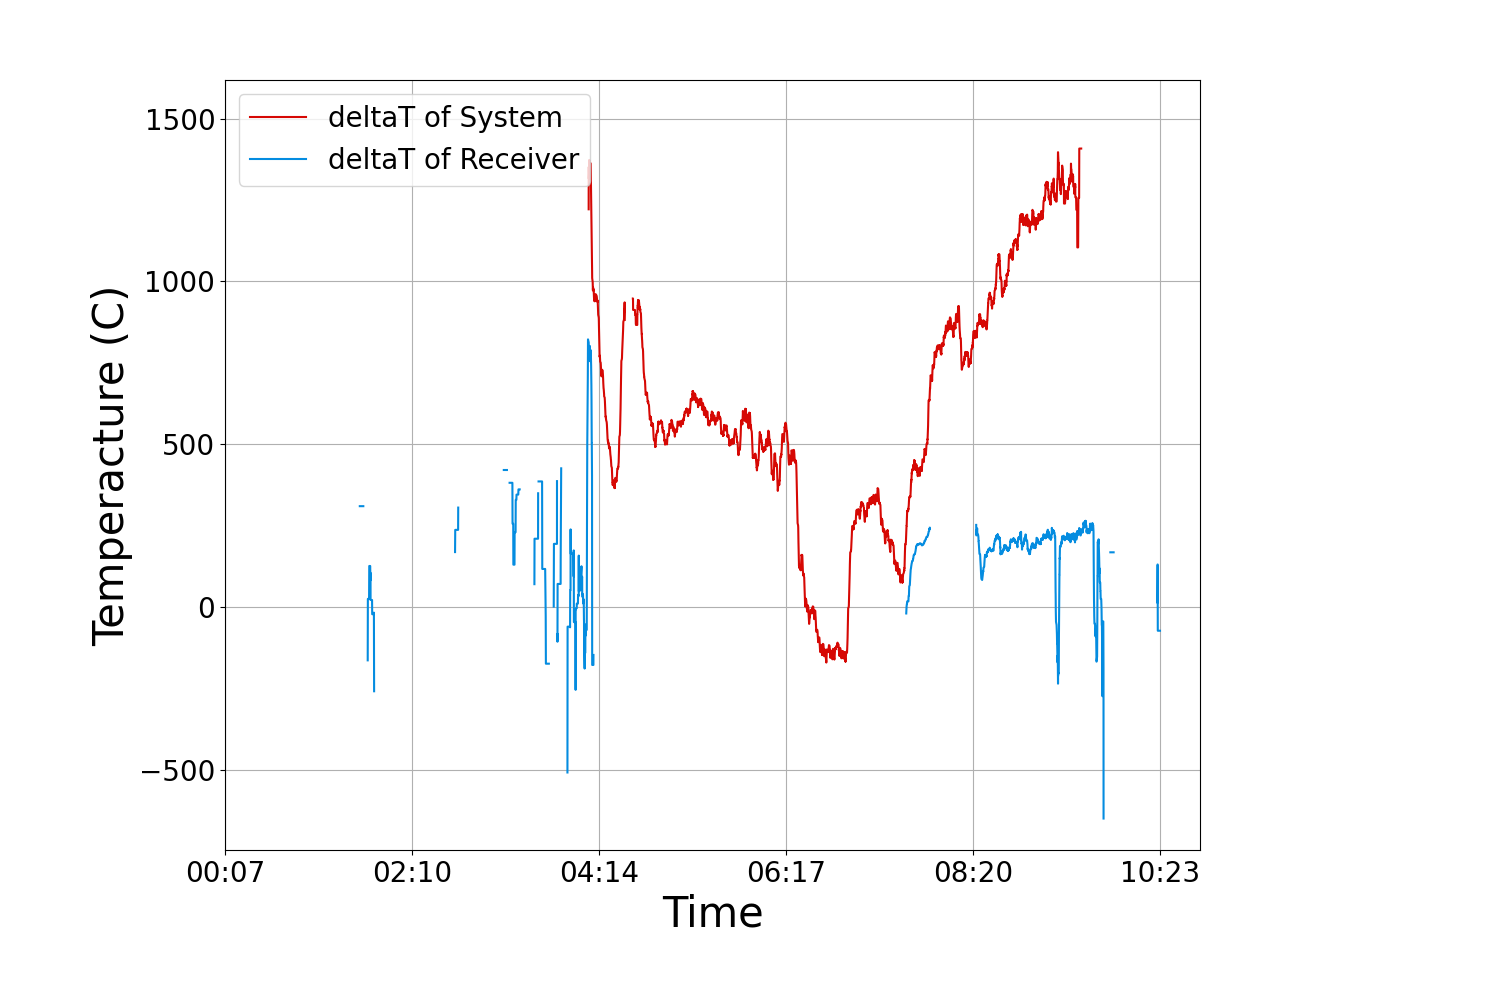 deltaT of System
deltaT of Receiver
1500
1000
500
0
−500
Temperacture (C)
00:07 02:10 04:14 06:17 08:20 10:23
Time